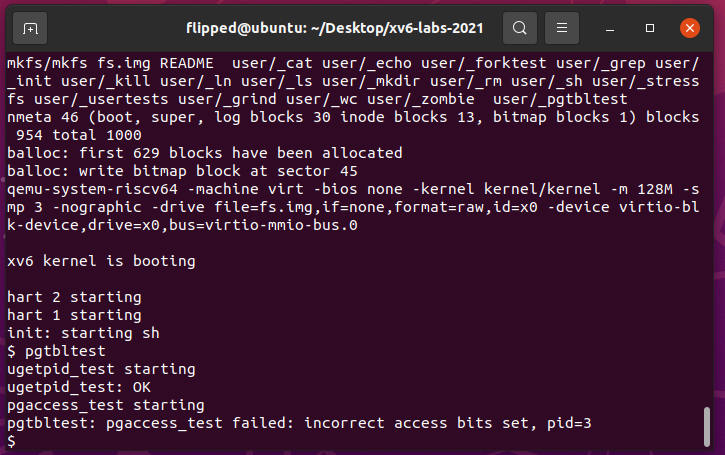 flipped@ubuntu: ~/Desktop/xv6-labs-2021
mkfs/mkfs fs.img README  user/_cat user/_echo user/_forktest user/_grep user/
_init user/_kill user/_ln user/_ls user/_mkdir user/_rm user/_sh user/_stress
fs user/_usertests user/_grind user/_wc user/_zombie  user/_pgtbltest
nmeta 46 (boot, super, log blocks 30 inode blocks 13, bitmap blocks 1) blocks
 954 total 1000
balloc: first 629 blocks have been allocated
balloc: write bitmap block at sector 45
qemu-system-riscv64 -machine virt -bios none -kernel kernel/kernel -m 128M -s
mp 3 -nographic -drive file=fs.img,if=none,format=raw,id=x0 -device virtio-bl
k-device,drive=x0,bus=virtio-mmio-bus.0
xv6 kernel is booting
hart 2 starting
hart 1 starting
init: starting sh
$ pgtbltest
ugetpid_test starting
ugetpid_test: OK
pgaccess_test starting
pgtbltest: pgaccess_test failed: incorrect access bits set, pid=3
$